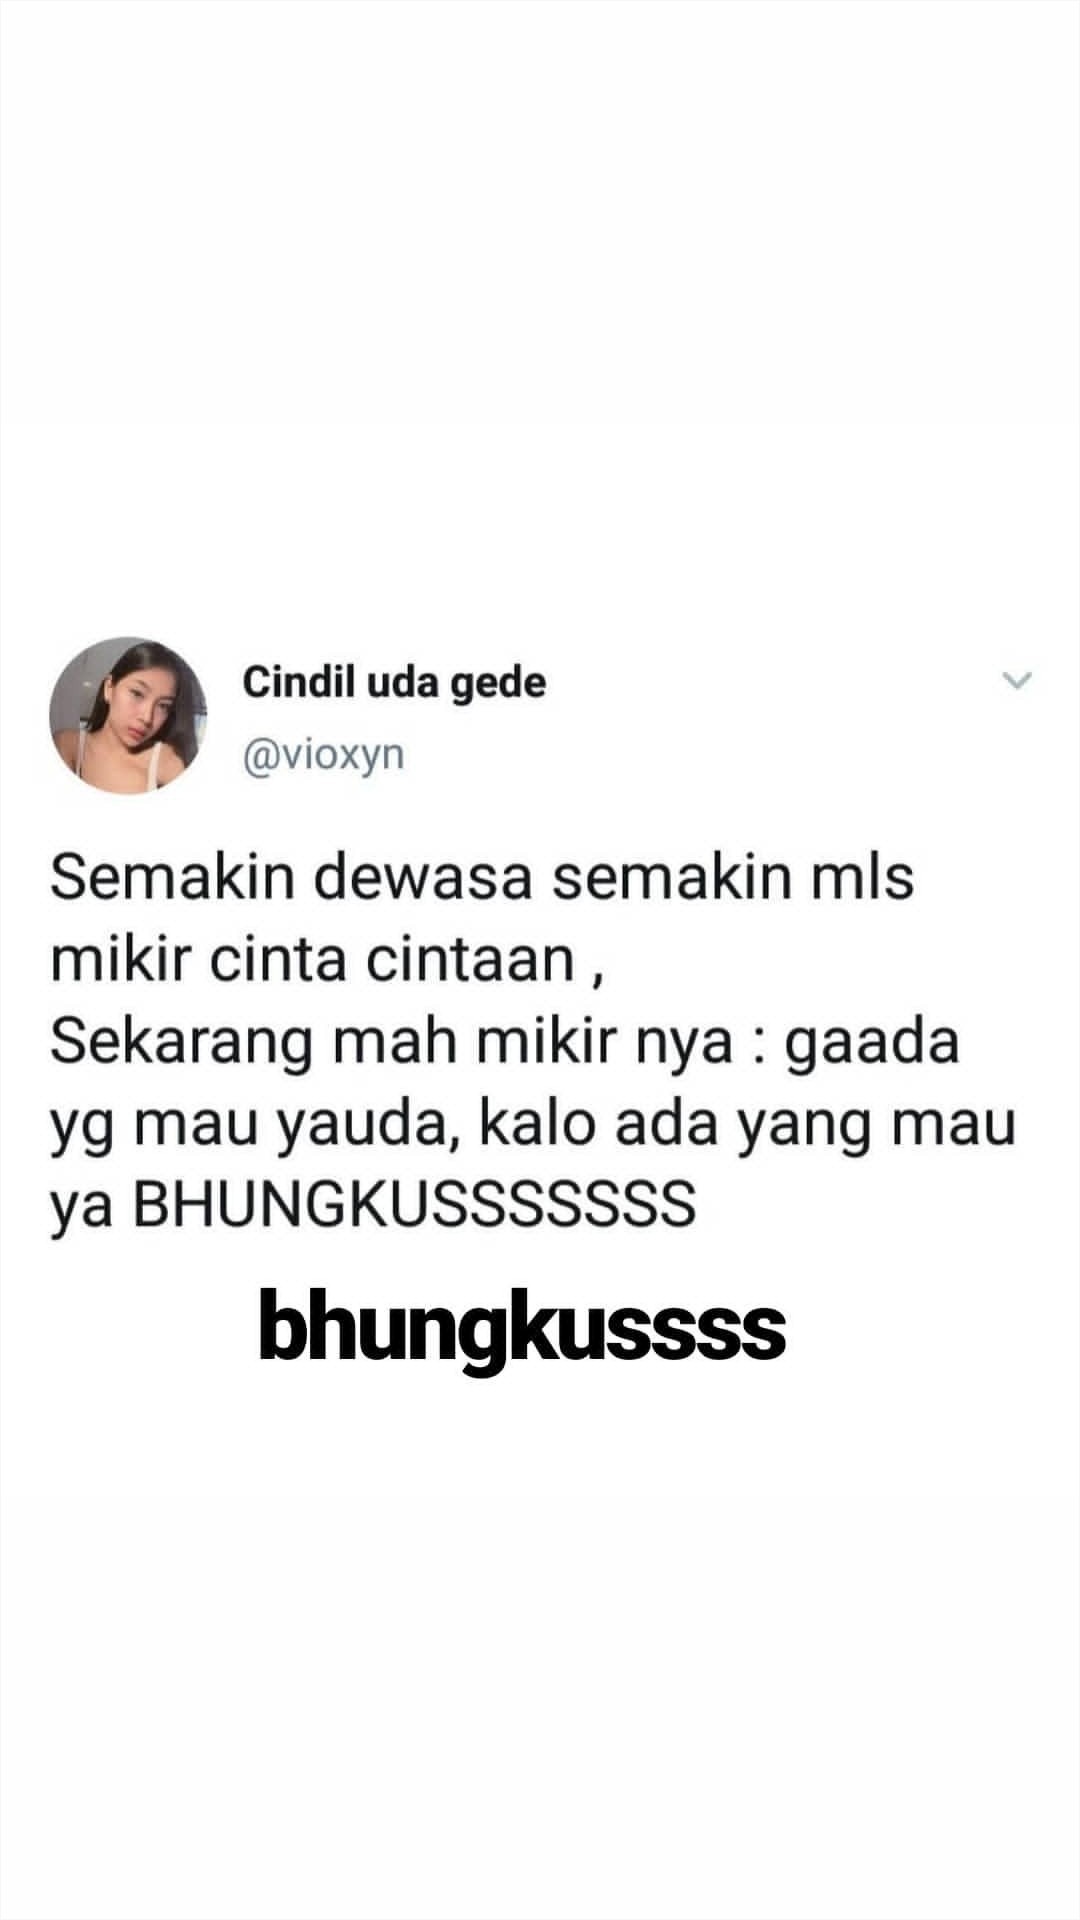 Cindil uda gede
@vioxyn
Semakin dewasa semakin mls
mikir cinta cintaan ,
Sekarang mah mikir nya : gaada
yg mau yauda, kalo ada yang mau
ya BHUNGKUSSSSSSS
bhungkussss